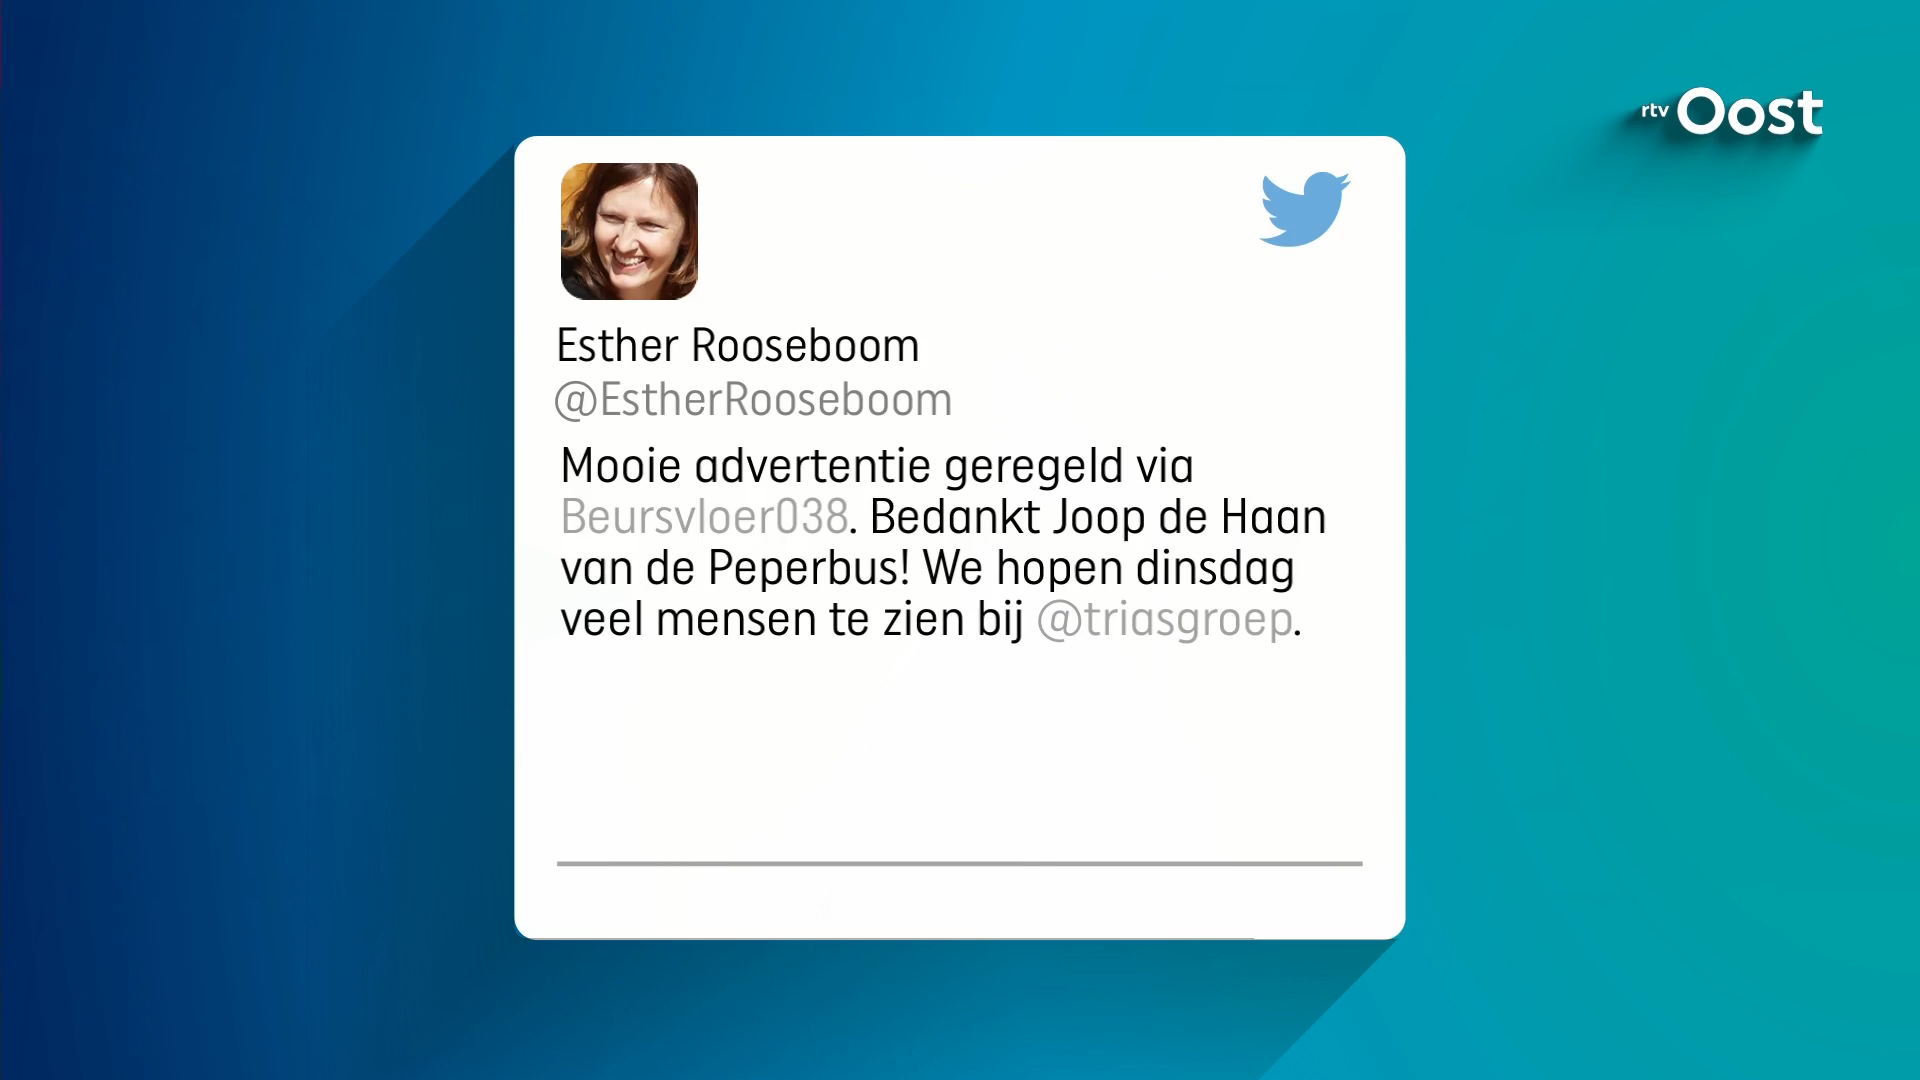 rtv Oost
Esther Rooseboom
@EstherRooseboom
Mooie advertentie geregeld via
Beursvloer038. Bedankt Joop de Haan
van de Peperbus! We hopen dinsdag
veel mensen te zien bij @triasgroep.